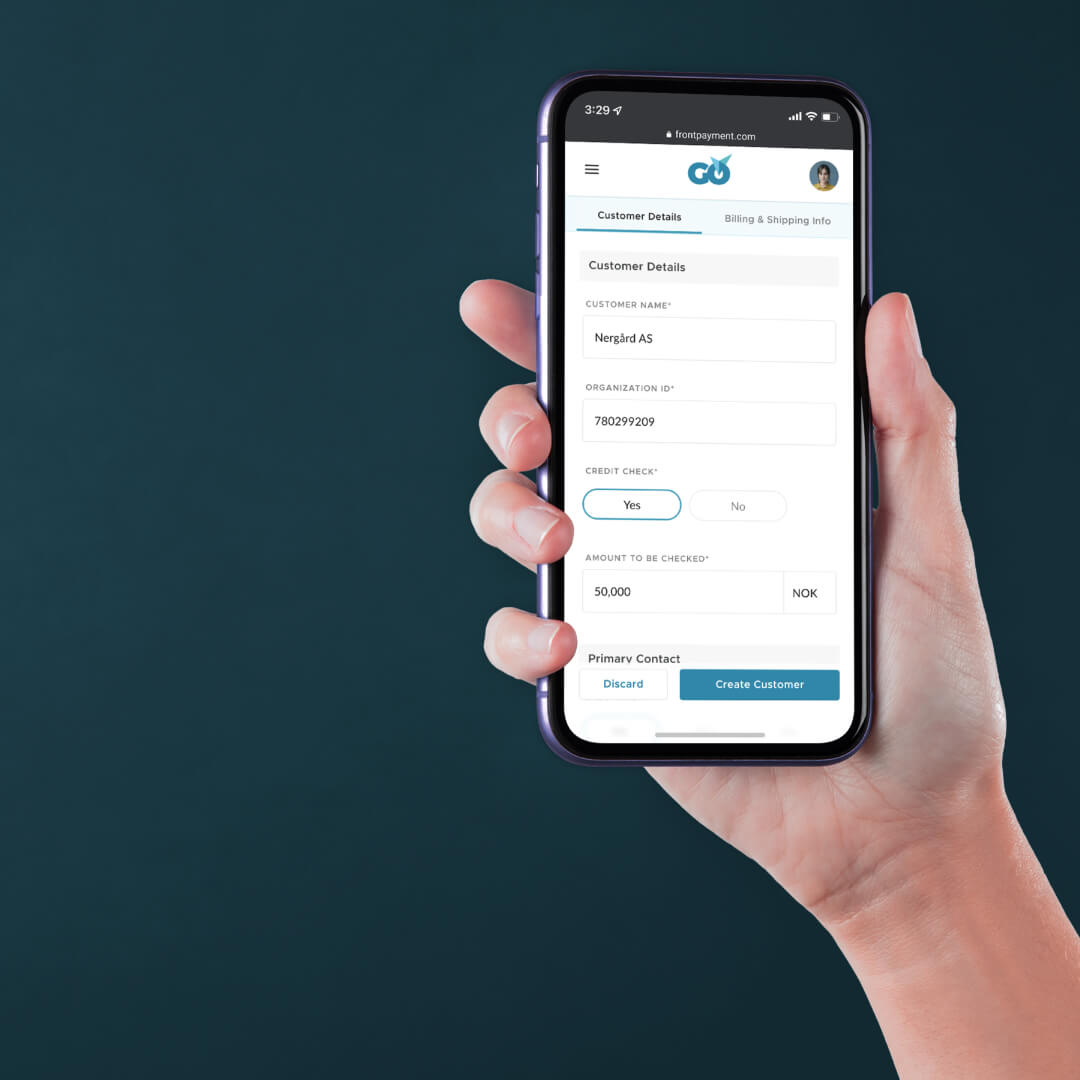 3:29
frontpayment.com
GO
Customer Details
Billing & Shipping Info
Customer Details
CUSTOMER NAME*
Nergård AS
ORGANIZATION ID*
780299209
CREDIT CHECK*
Yes
No
AMOUNT TO BE CHECKED*
50,000
NOK
Primary Contact
Discard
Create Customer